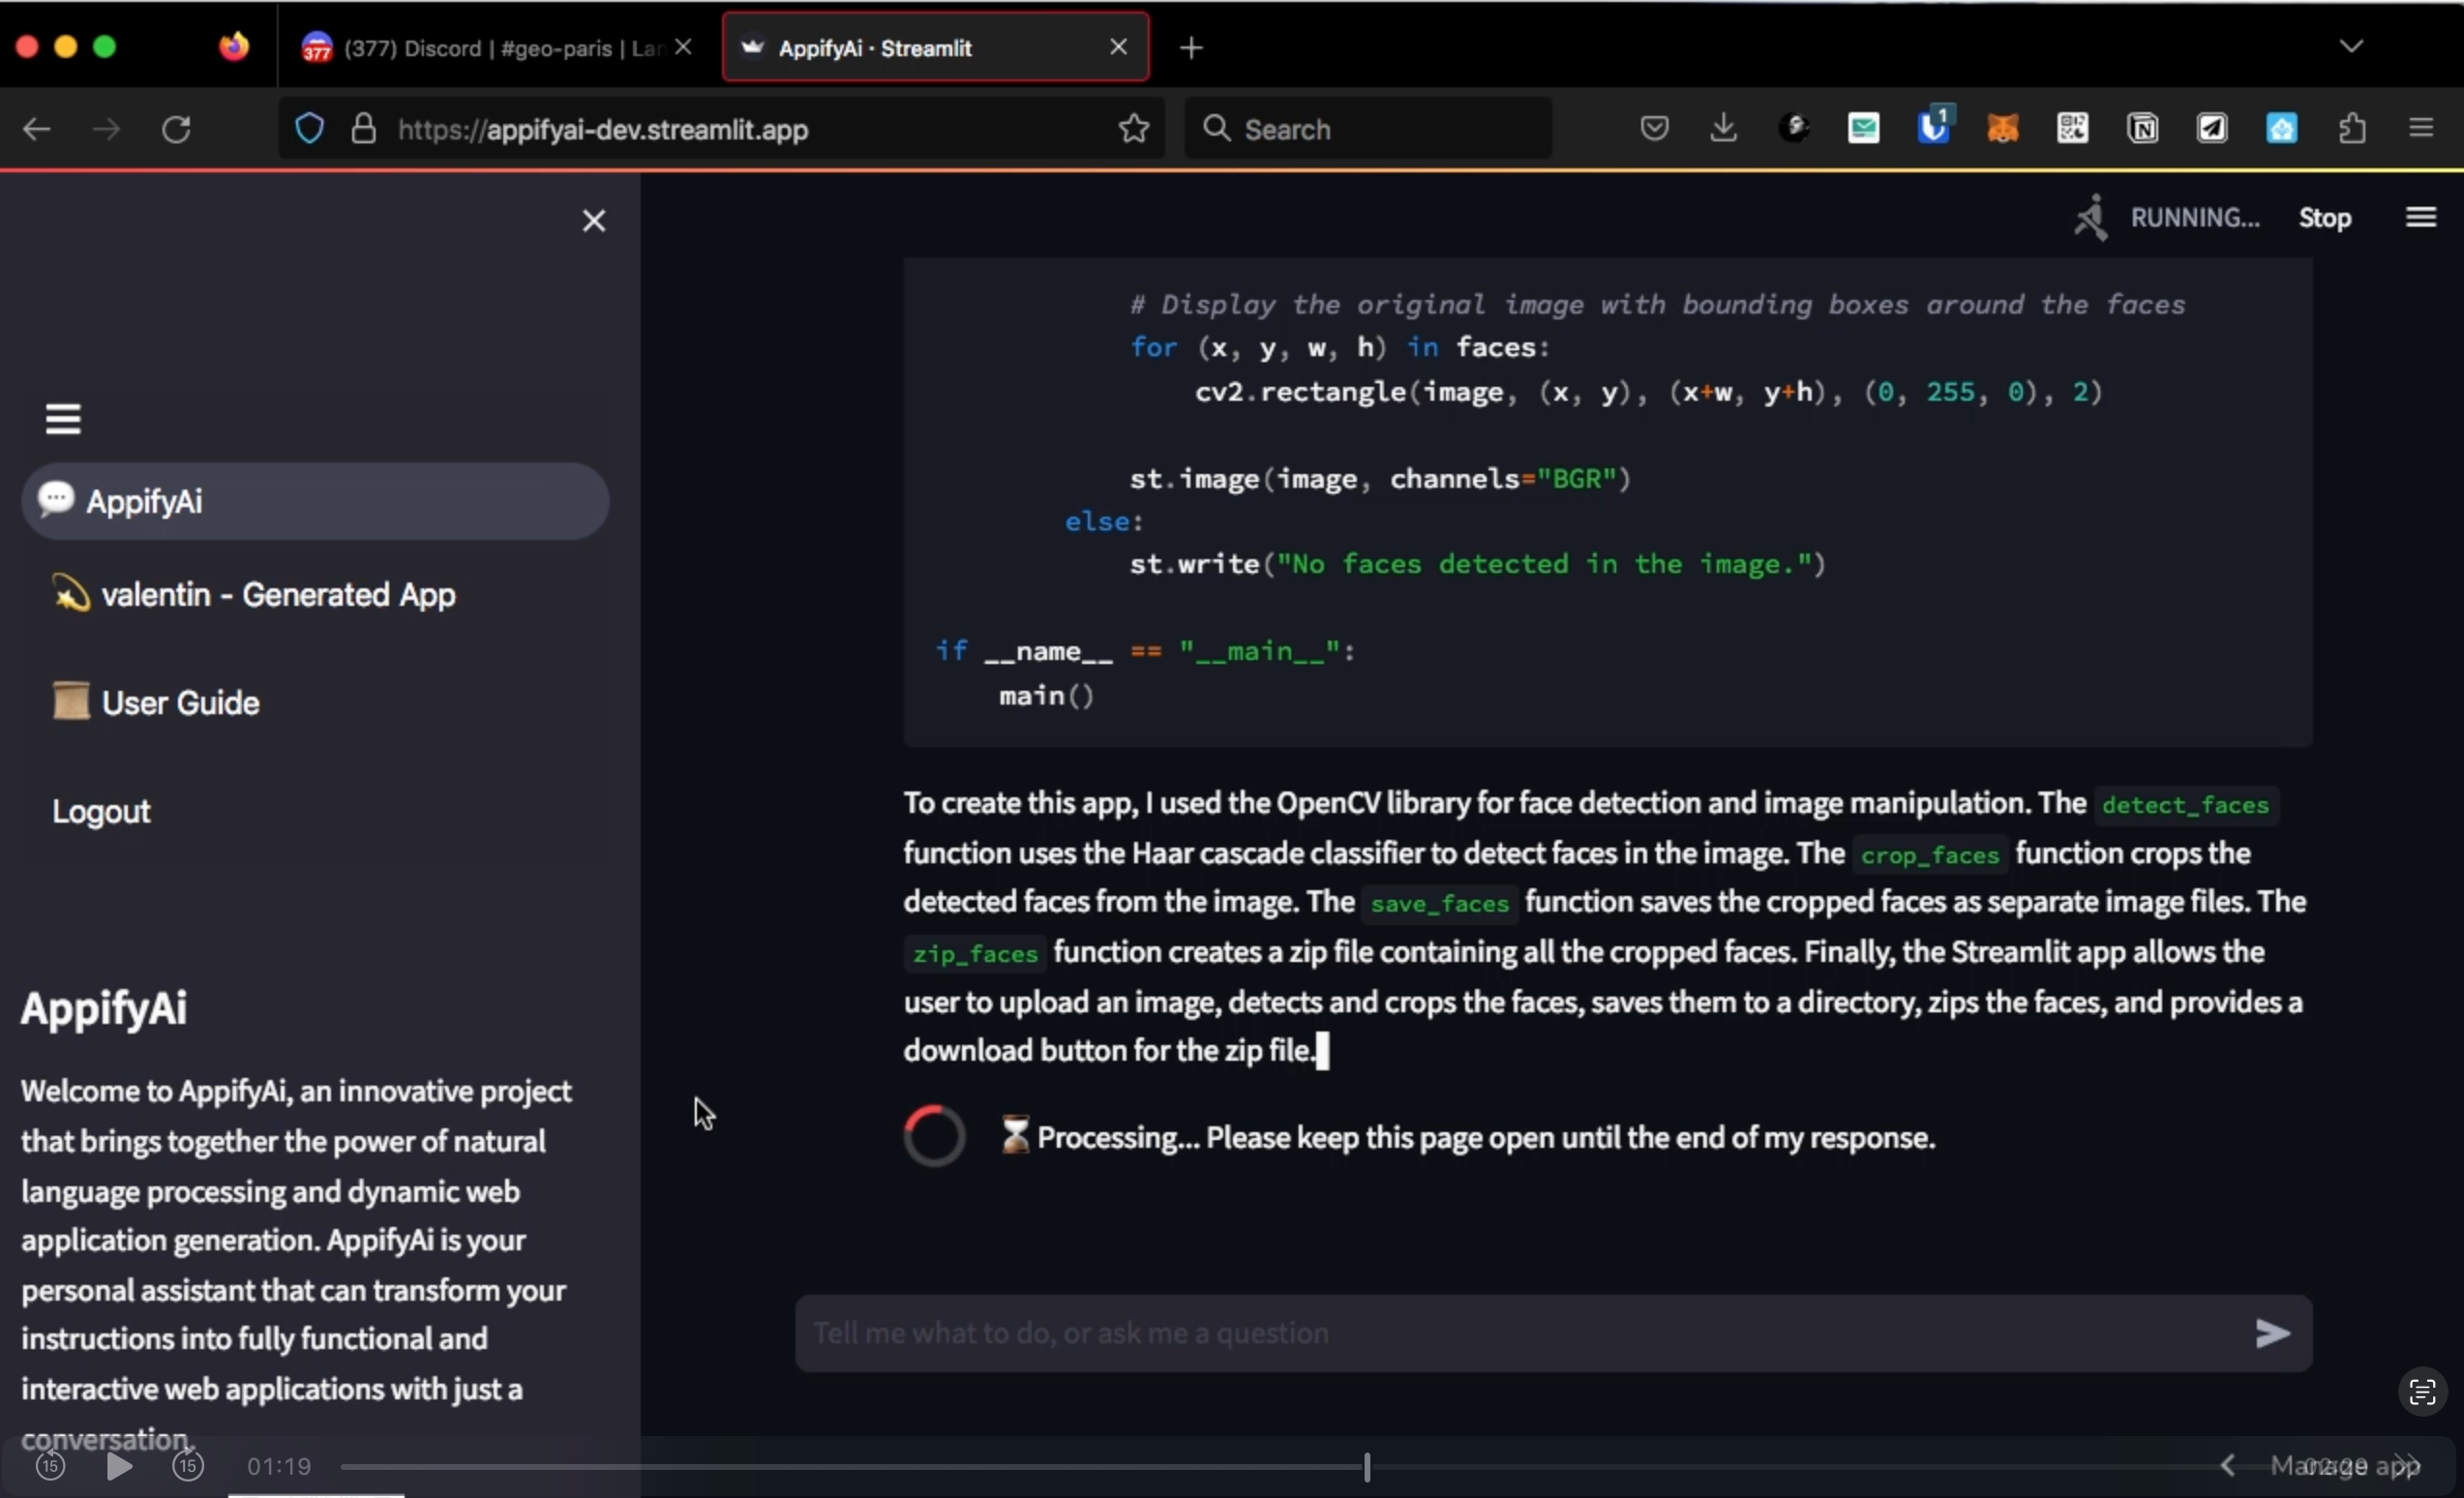 377
(377) Discord | #geo-paris | Lan
AppifyAi · Streamlit
https://appifyai-dev.streamlit.app
Search
1
RUNNING...
Stop
AppifyAi
valentin - Generated App
User Guide
Logout
AppifyAi
Welcome to AppifyAi, an innovative project
that brings together the power of natural
language processing and dynamic web
application generation. AppifyAi is your
personal assistant that can transform your
instructions into fully functional and
interactive web applications with just a
conversation.
# Display the original image with bounding boxes around the faces
for (x, y, w, h) in faces:
cv2.rectangle(image, (x, y), (x+w, y+h), (0, 255, 0), 2)
st.image(image, channels="BGR")
else:
st.write("No faces detected in the image.")
if __name__ == "__main__":
main()
To create this app, I used the OpenCV library for face detection and image manipulation. The detect_faces
function uses the Haar cascade classifier to detect faces in the image. The crop_faces function crops the
detected faces from the image. The save_faces function saves the cropped faces as separate image files. The
zip_faces function creates a zip file containing all the cropped faces. Finally, the Streamlit app allows the
user to upload an image, detects and crops the faces, saves them to a directory, zips the faces, and provides a
download button for the zip file.
Processing... Please keep this page open until the end of my response.
Tell me what to do, or ask me a question
15
15
01:19
Manage app